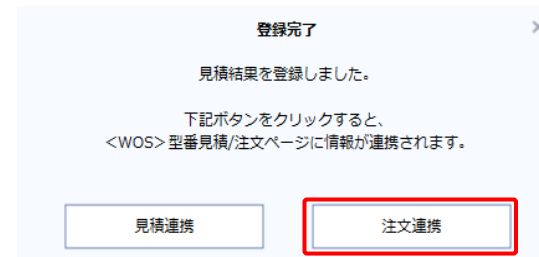 登録完了
見積結果を登録しました。
下記ボタンをクリックすると、
<WOS>型番見積/注文ページに情報が連携されます。
見積連携
注文連携